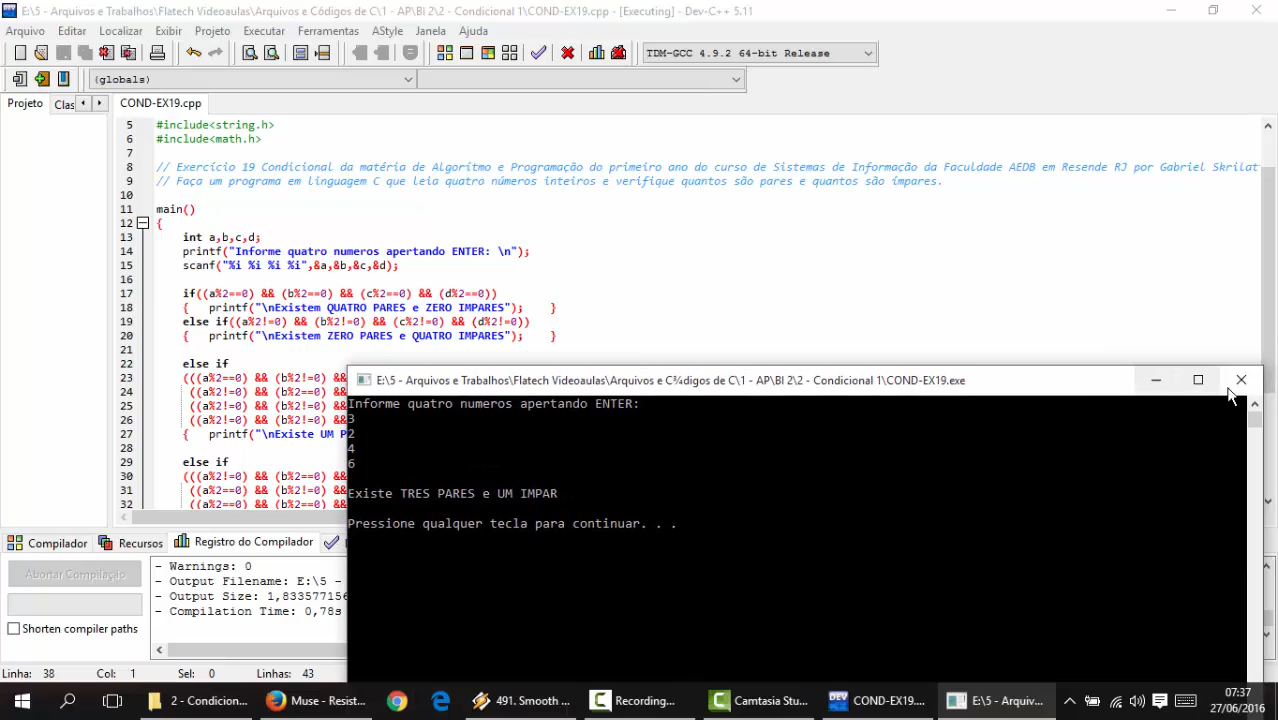 E:\5 - Arquivos e Trabalhos\Flatech Videoaulas\Arquivos e Códigos de C\1 - AP\BI 2\2 - Condicional 1\COND-EX19.cpp - [Executing] - Dev-C++ 5.11
Arquivo Editar Localizar Exibir Projeto Executar Ferramentas AStyle Janela Ajuda
TDM-GCC 4.9.2 64-bit Release
(globals)
Projeto Clas COND-EX19.cpp
5 #include<string.h>
6 #include<math.h>
7
8 // Exercício 19 Condicional da matéria de Algorítmo e Programação do primeiro ano do curso de Sistemas de Informação da Faculdade AEDB em Resende RJ por Gabriel Skrilat
9 // Faça um programa em linguagem C que leia quatro números inteiros e verifique quantos são pares e quantos são ímpares.
10
11 main()
12 {
13 int a,b,c,d;
14 printf("Informe quatro numeros apertando ENTER: \n");
15 scanf("%i %i %i %i",&a,&b,&c,&d);
16
17 if((a%2==0) && (b%2==0) && (c%2==0) && (d%2==0))
18 { printf("\nExistem QUATRO PARES e ZERO IMPARES"); }
19 else if((a%2!=0) && (b%2!=0) && (c%2!=0) && (d%2!=0))
20 { printf("\nExistem ZERO PARES e QUATRO IMPARES"); }
21
22 else if
23 (((a%2==0) && (b%2!=0) &&
24 ((a%2!=0) && (b%2==0) &&
25 ((a%2!=0) && (b%2!=0) &&
26 ((a%2!=0) && (b%2!=0) &&
27 { printf("\nExiste UM P
28
29 else if
30 (((a%2!=0) && (b%2==0) &&
31 ((a%2==0) && (b%2!=0) &&
32 ((a%2==0) && (b%2==0) &&
E:\5 - Arquivos e Trabalhos\Flatech Videoaulas\Arquivos e C¾digos de C\1 - AP\BI 2\2 - Condicional 1\COND-EX19.exe
Informe quatro numeros apertando ENTER:
3
2
4
6
Existe TRES PARES e UM IMPAR
Pressione qualquer tecla para continuar. . .
Compilador Recursos Registro do Compilador
Abortar Compilação
Shorten compiler paths
- Warnings: 0
- Output Filename: E:\5 -
- Output Size: 1,833577156
- Compilation Time: 0,78s
Linha: 38 Col: 1 Sel: 0 Linhas: 43
2 - Condicion... Muse - Resist... 491. Smooth ... Recording... Camtasia Stu... COND-EX19.... E:\5 - Arquiv...
07:37
27/06/2016